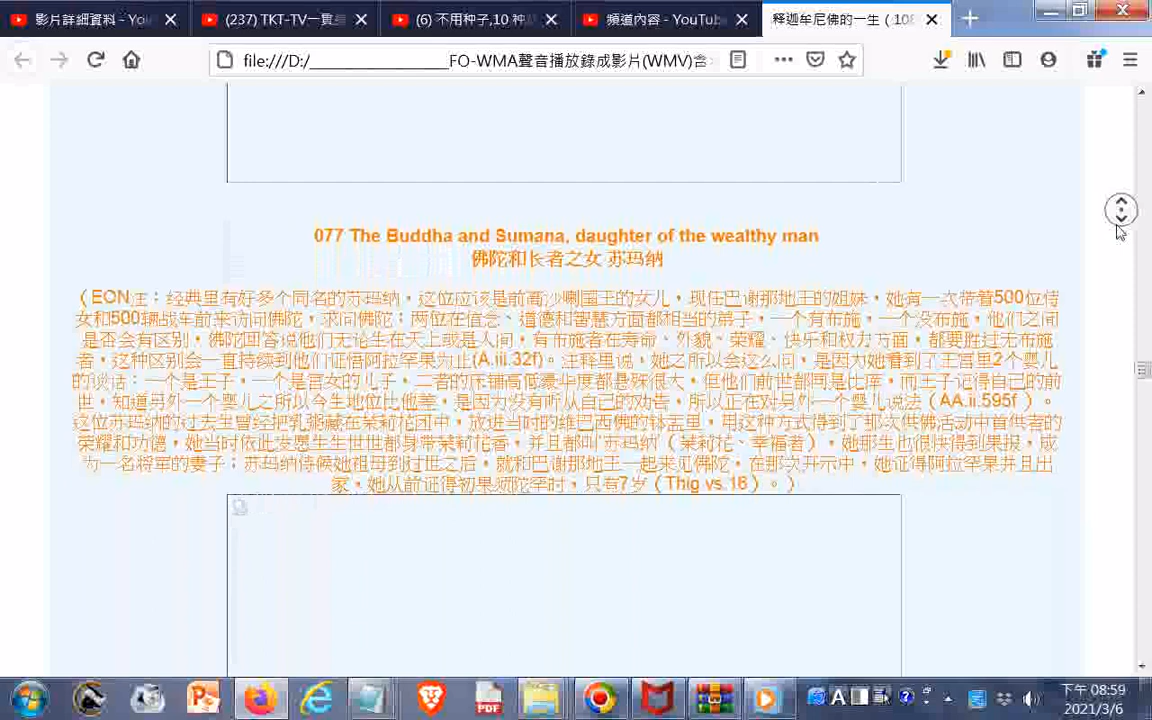 影片詳細資料 - Yo
(237) TKT-TV一貫
(6) 不用种子,10 种
頻道內容 - YouTub
释迦牟尼佛的一生 ( 108
file:///D:/__________________FO-WMA聲音播放錄成影片(WMV)含
077 The Buddha and Sumana, daughter of the wealthy man
佛陀和长者之女 苏玛纳
（EON注：经典里有好多个同名的苏玛纳，这位应该是前高沙喇国王的女儿，现任巴谢那地王的姐妹，她有一次带着500位侍
女和500辆战车前来访问佛陀，求问佛陀：两位在信念、道德和智慧方面都相当的弟子，一个有布施，一个没布施，他们之间
是否会有区别，佛陀回答说他们无论生在天上或是人间，有布施者在寿命、外貌、荣耀、快乐和权力方面，都要胜过无布施
者，这种区别会一直持续到他们证悟阿拉罕果为止(A.iii.32f)。注释里说，她之所以会这么问，是因为她看到了王宫里2个婴儿
的谈话：一个是王子，一个是宫女的儿子，二者的床铺高低豪华度都悬殊很大，但他们前世都同是比库，而王子记得自己的前
世，知道另外一个婴儿之所以今生地位比他差，是因为没有听从自己的劝告，所以正在对另外一个婴儿说法（AA.ii.595f ）。
这位苏玛纳的过去生曾经把乳粥藏在茉莉花团中，放进当时的维巴西佛的钵盖里，用这种方式得到了那次供佛活动中首供者的
荣耀和功德，她当时依此发愿生生世世都身带茉莉花香，并且都叫‘苏玛纳’（茉莉花、幸福者），她那生也很快得到果报，成
为一名将军的妻子；苏玛纳侍候她祖母到过世之后，就和巴谢那地王一起来见佛陀，在那次开示中，她证得阿拉罕果并且出
家，她从前证得初果须陀罕时，只有7岁（Thig vs.16）。）
下午 08:59
2021/3/6